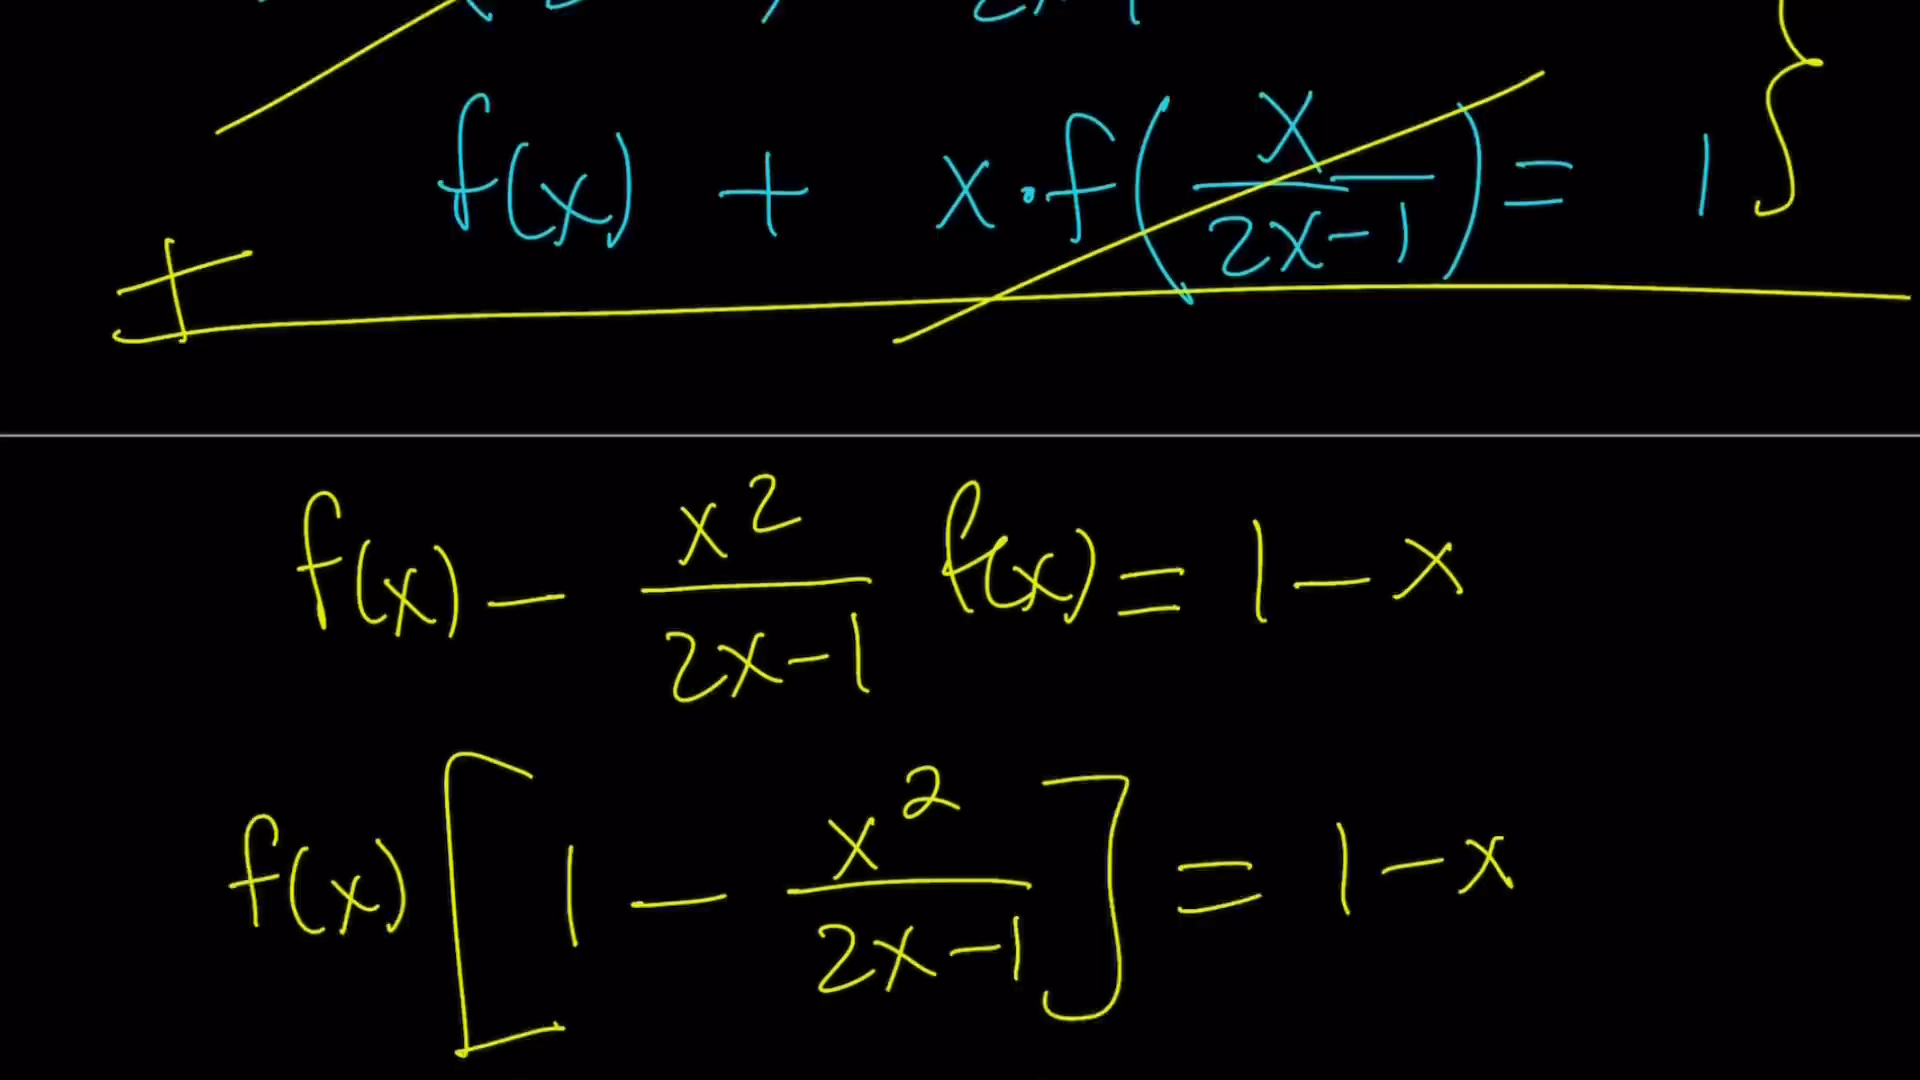 f(x) + x·f(x/(2x-1)) = 1
+
f(x) - x²/(2x-1) f(x) = 1-x
f(x) [1 - x²/(2x-1)] = 1-x